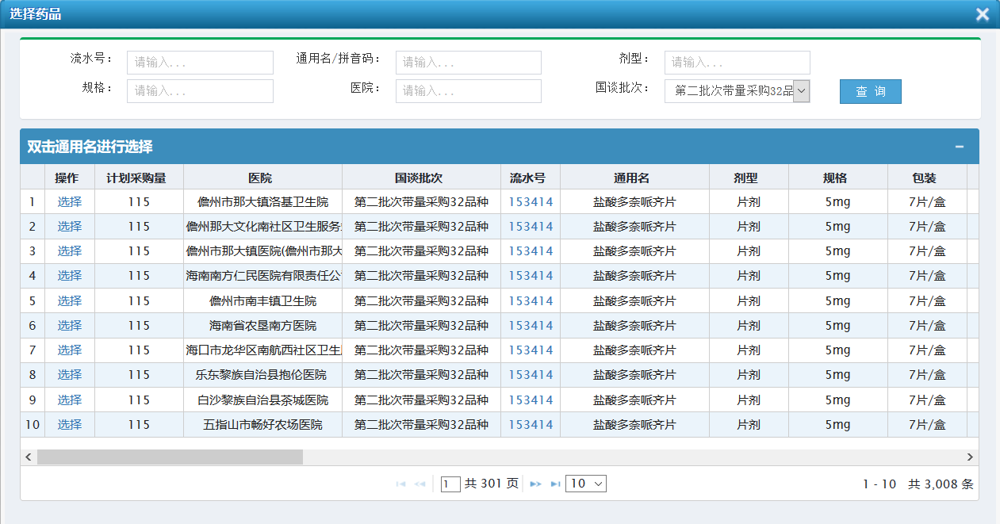 选择药品
流水号： 请输入... 通用名/拼音码： 请输入... 剂型： 请输入...
规格： 请输入... 医院： 请输入... 国谈批次： 第二批次带量采购32品 查 询
双击通用名进行选择
操作 计划采购量 医院 国谈批次 流水号 通用名 剂型 规格 包装
1 选择 115 儋州市那大镇洛基卫生院 第二批次带量采购32品种 153414 盐酸多奈哌齐片 片剂 5mg 7片/盒
2 选择 115 儋州那大文化南社区卫生服务 第二批次带量采购32品种 153414 盐酸多奈哌齐片 片剂 5mg 7片/盒
3 选择 115 儋州市那大镇医院(儋州市那大 第二批次带量采购32品种 153414 盐酸多奈哌齐片 片剂 5mg 7片/盒
4 选择 115 海南南方仁民医院有限责任公 第二批次带量采购32品种 153414 盐酸多奈哌齐片 片剂 5mg 7片/盒
5 选择 115 儋州市南丰镇卫生院 第二批次带量采购32品种 153414 盐酸多奈哌齐片 片剂 5mg 7片/盒
6 选择 115 海南省农垦南方医院 第二批次带量采购32品种 153414 盐酸多奈哌齐片 片剂 5mg 7片/盒
7 选择 115 海口市龙华区南航西社区卫生 第二批次带量采购32品种 153414 盐酸多奈哌齐片 片剂 5mg 7片/盒
8 选择 115 乐东黎族自治县抱伦医院 第二批次带量采购32品种 153414 盐酸多奈哌齐片 片剂 5mg 7片/盒
9 选择 115 白沙黎族自治县茶城医院 第二批次带量采购32品种 153414 盐酸多奈哌齐片 片剂 5mg 7片/盒
10 选择 115 五指山市畅好农场医院 第二批次带量采购32品种 153414 盐酸多奈哌齐片 片剂 5mg 7片/盒
1 共 301 页 10 1 - 10 共 3,008 条